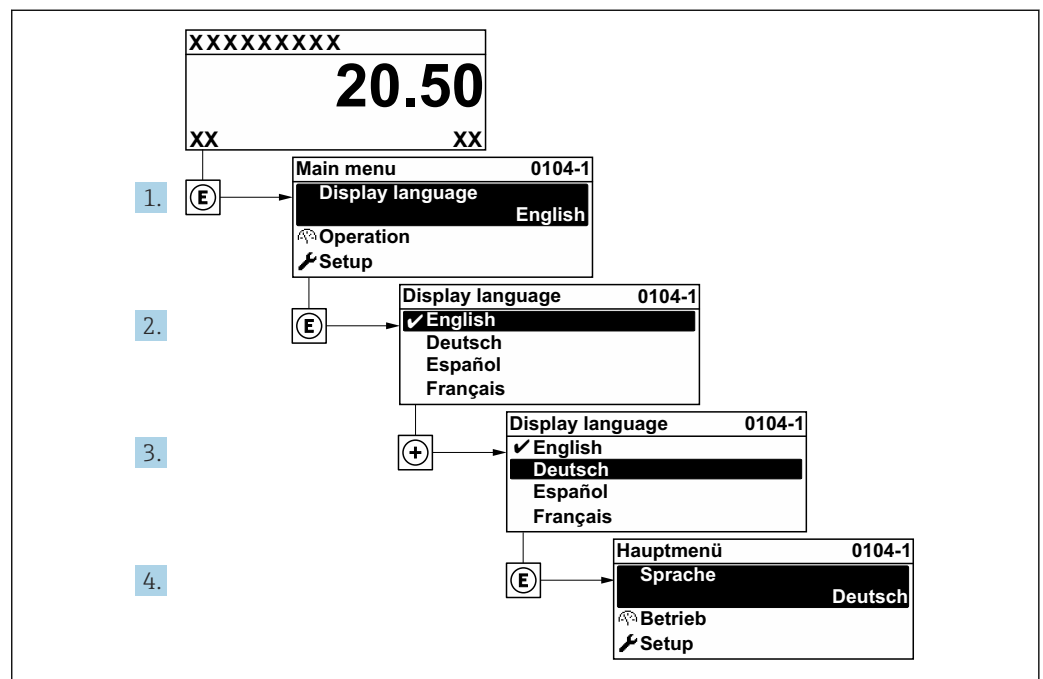 XXXXXXXXX
20.50
XX XX
1. E
Main menu 0104-1
Display language
English
Operation
Setup
2. E
Display language 0104-1
✔English
Deutsch
Español
Français
3. +
Display language 0104-1
✔English
Deutsch
Español
Français
4. E
Hauptmenü 0104-1
Sprache
Deutsch
Betrieb
Setup